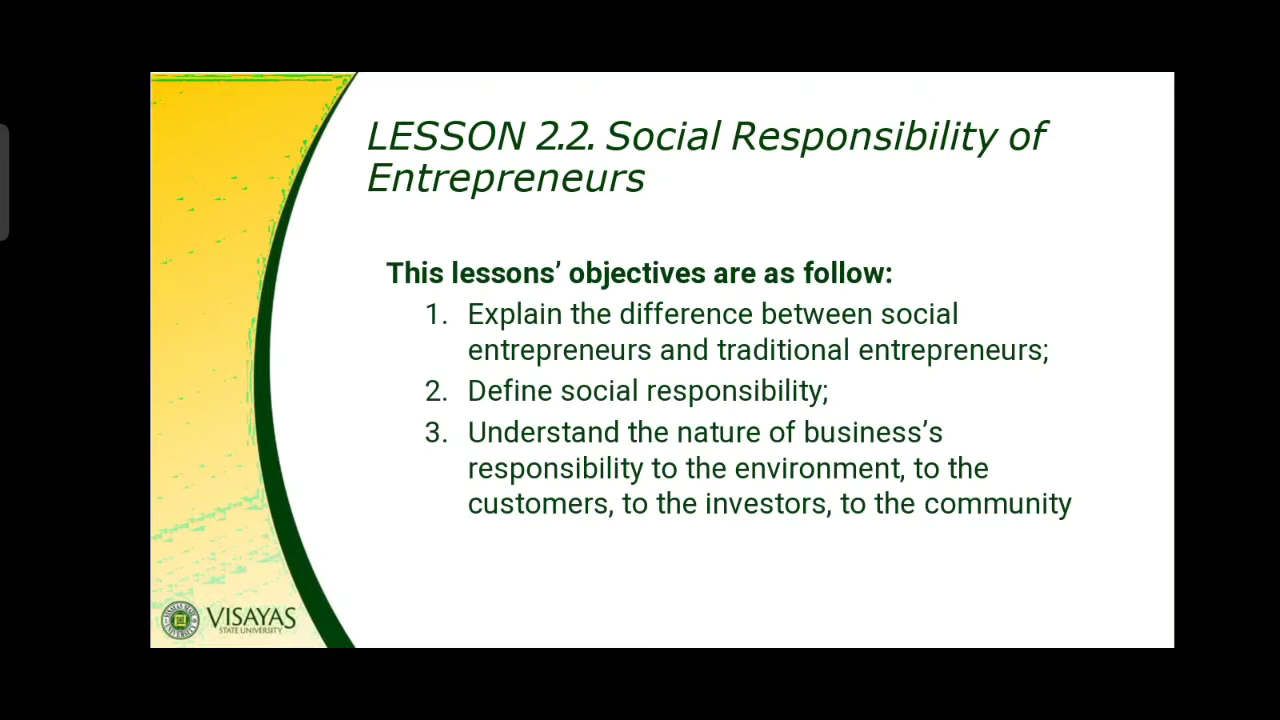 LESSON 2.2. Social Responsibility of
Entrepreneurs
This lessons’ objectives are as follow:
1. Explain the difference between social
entrepreneurs and traditional entrepreneurs;
2. Define social responsibility;
3. Understand the nature of business’s
responsibility to the environment, to the
customers, to the investors, to the community
VISAYAS
STATE UNIVERSITY